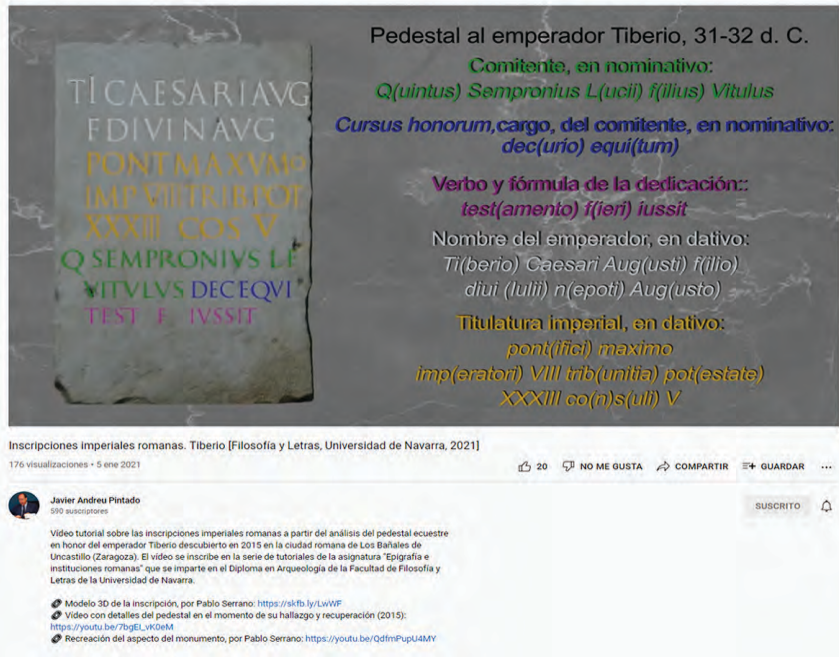 TI CAESARI AVG
F DIVI N AVG
PONT MAXVMO
IMP VIII TRIB POT
XXXIII COS V
Q SEMPRONIVS L F
VITVLVS DEC EQVI
TEST F IVSSIT
Pedestal al emperador Tiberio, 31-32 d. C.
Comitente, en nominativo:
Q(uintus) Sempronius L(ucii) f(ilius) Vitulus
Cursus honorum,cargo, del comitente, en nominativo:
dec(urio) equi(tum)
Verbo y fórmula de la dedicación::
test(amento) f(ieri) iussit
Nombre del emperador, en dativo:
Ti(berio) Caesari Aug(usti) f(ilio)
diui (Iulii) n(epoti) Aug(usto)
Titulatura imperial, en dativo:
pont(ifici) maximo
imp(eratori) VIII trib(unitia) pot(estate)
XXXIII co(n)s(uli) V
Inscripciones imperiales romanas. Tiberio [Filosofía y Letras, Universidad de Navarra, 2021]
176 visualizaciones • 5 ene 2021
20 NO ME GUSTA COMPARTIR GUARDAR
Javier Andreu Pintado
590 suscriptores
SUSCRITO
Vídeo tutorial sobre las inscripciones imperiales romanas a partir del análisis del pedestal ecuestre
en honor del emperador Tiberio descubierto en 2015 en la ciudad romana de Los Bañales de
Uncastillo (Zaragoza). El vídeo se inscribe en la serie de tutoriales de la asignatura "Epigrafía e
instituciones romanas" que se imparte en el Diploma en Arqueología de la Facultad de Filosofía y
Letras de la Universidad de Navarra.
Modelo 3D de la inscripción, por Pablo Serrano: https://skfb.ly/LwWF
Vídeo con detalles del pedestal en el momento de su hallazgo y recuperación (2015):
https://youtu.be/7bgEI_vK0eM
Recreación del aspecto del monumento, por Pablo Serrano: https://youtu.be/QdfmPupU4MY